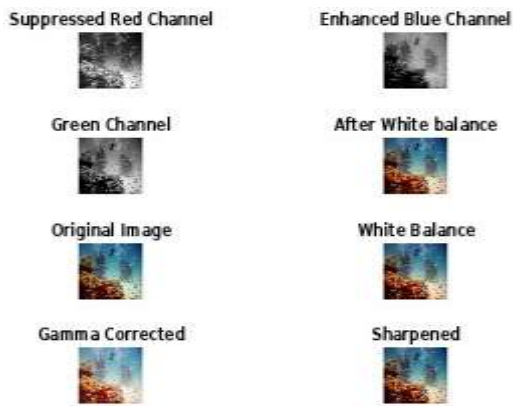 Suppressed Red Channel
Enhanced Blue Channel
Green Channel
After White balance
Original Image
White Balance
Gamma Corrected
Sharpened